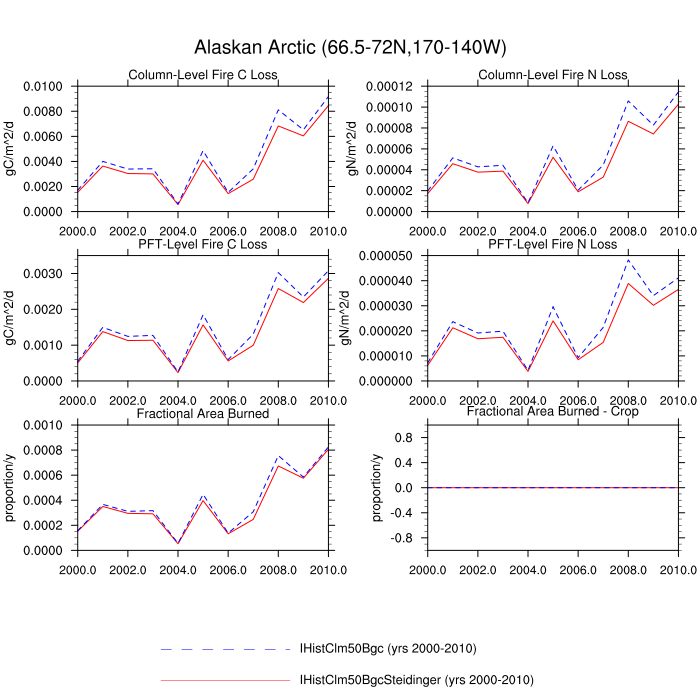 Alaskan Arctic (66.5-72N,170-140W)
Column-Level Fire C Loss
gC/m^2/d
0.0100
0.0080
0.0060
0.0040
0.0020
0.0000
2000.0 2002.0 2004.0 2006.0 2008.0 2010.0
Column-Level Fire N Loss
gN/m^2/d
0.00012
0.00010
0.00008
0.00006
0.00004
0.00002
0.00000
2000.0 2002.0 2004.0 2006.0 2008.0 2010.0
PFT-Level Fire C Loss
gC/m^2/d
0.0030
0.0020
0.0010
0.0000
2000.0 2002.0 2004.0 2006.0 2008.0 2010.0
PFT-Level Fire N Loss
gN/m^2/d
0.000050
0.000040
0.000030
0.000020
0.000010
0.000000
2000.0 2002.0 2004.0 2006.0 2008.0 2010.0
Fractional Area Burned
proportion/y
0.0010
0.0008
0.0006
0.0004
0.0002
0.0000
2000.0 2002.0 2004.0 2006.0 2008.0 2010.0
Fractional Area Burned - Crop
proportion/y
0.8
0.4
0.0
-0.4
-0.8
2000.0 2002.0 2004.0 2006.0 2008.0 2010.0
IHistClm50Bgc (yrs 2000-2010)
IHistClm50BgcSteidinger (yrs 2000-2010)